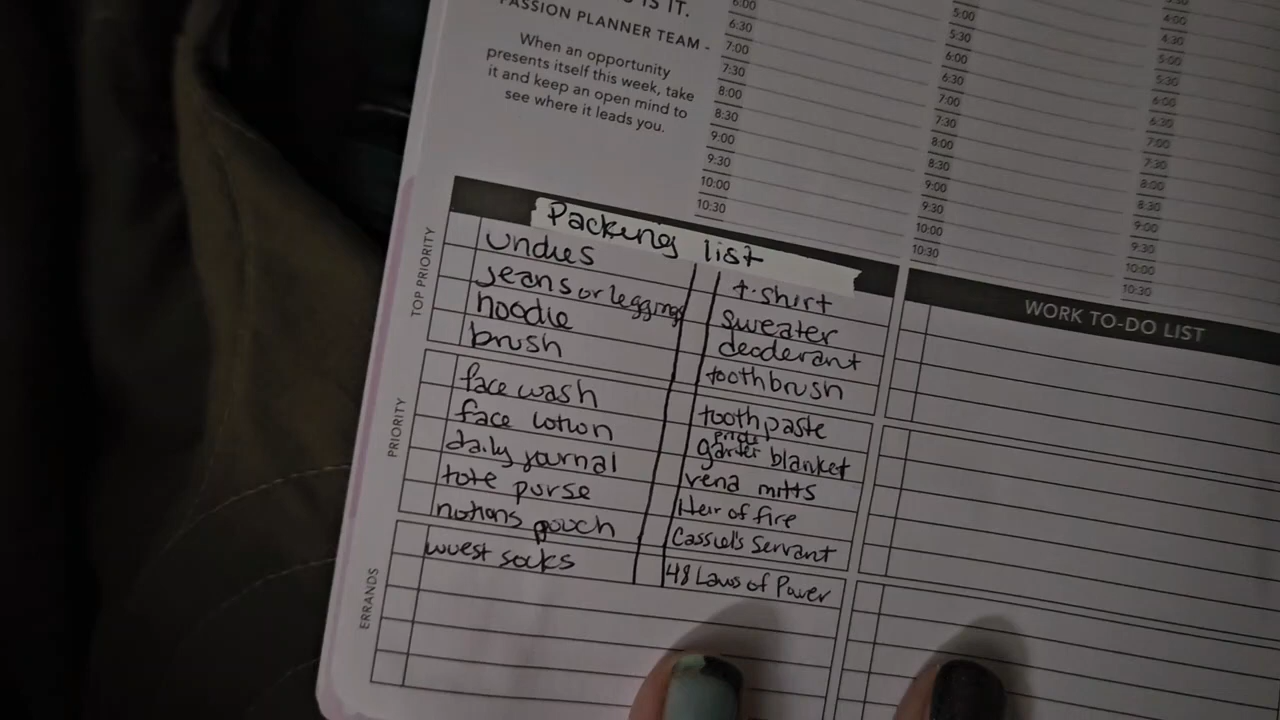 IS IT.
PASSION PLANNER TEAM -
When an opportunity
presents itself this week, take
it and keep an open mind to
see where it leads you.
6:00
6:30
7:00
7:30
8:00
8:30
9:00
9:30
10:00
10:30
5:00
5:30
6:00
6:30
7:00
7:30
8:00
8:30
9:00
9:30
10:00
10:30
3:30
4:00
4:30
5:00
5:30
6:00
6:30
7:00
7:30
8:00
8:30
9:00
9:30
10:00
10:30
Packing list
TOP PRIORITY
undies
jeans or leggings
hoodie
brush
t-shirt
sweater
deoderant
toothbrush
PRIORITY
face wash
face lotion
daily journal
tote purse
notions pouch
toothpaste
pride
garter blanket
vena mitts
Heir of fire
Cassiel's Servant
ERRANDS
wuest socks
48 Laws of Power
WORK TO-DO LIST